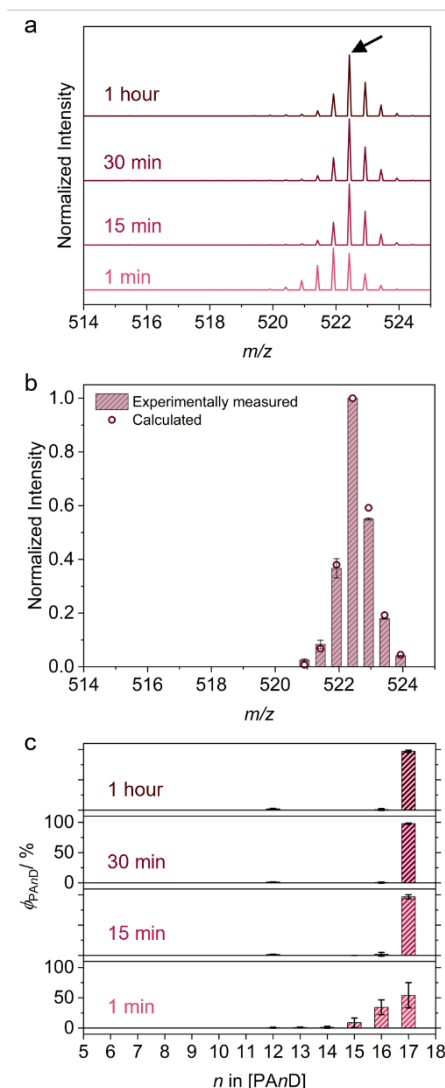 a
1 hour
30 min
15 min
1 min
Normalized Intensity
514 516 518 520 522 524
m/z
b
Experimentally measured
Calculated
1.0
0.8
0.6
0.4
0.2
0.0
Normalized Intensity
514 516 518 520 522 524
m/z
c
1 hour
100
50
0
30 min
15 min
100
50
0
1 min
ϕPAnD/ %
5 6 7 8 9 10 11 12 13 14 15 16 17 18
n in [PAnD]